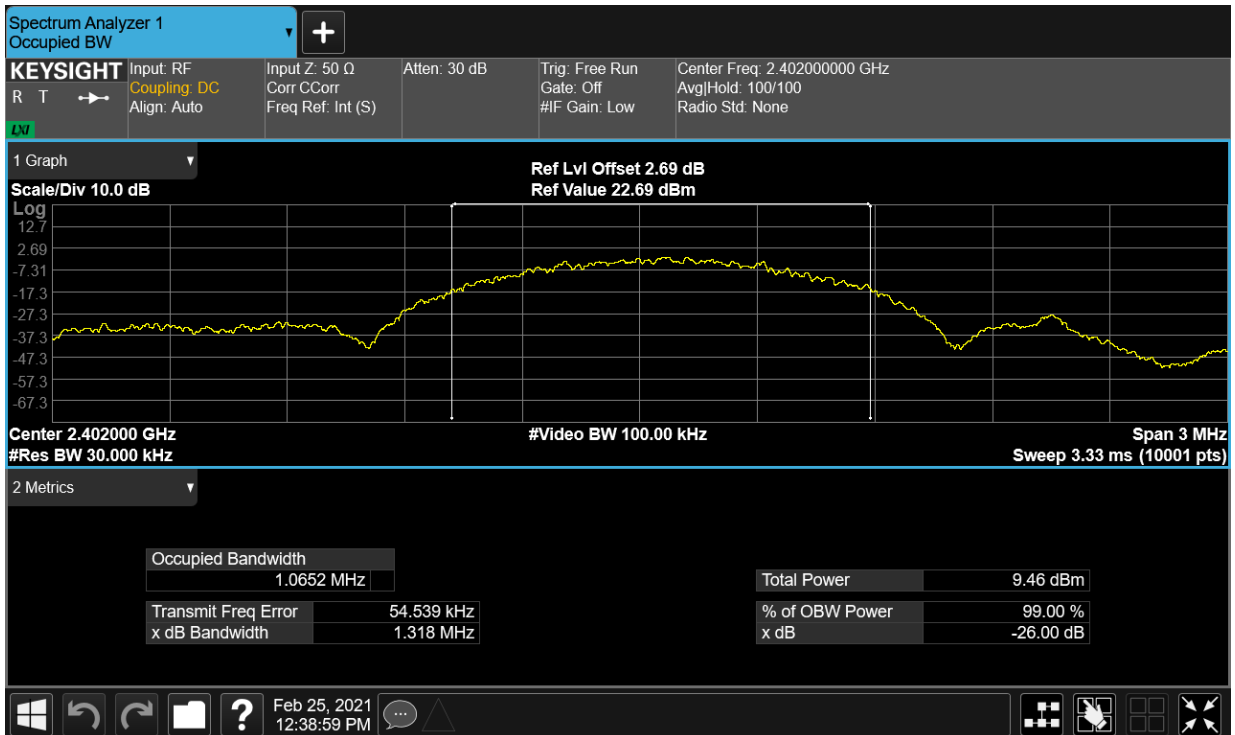 Spectrum Analyzer 1
Occupied BW
KEYSIGHT
R T
LXI
Input: RF
Coupling: DC
Align: Auto
Input Z: 50 Ω
Corr CCorr
Freq Ref: Int (S)
Atten: 30 dB
Trig: Free Run
Gate: Off
#IF Gain: Low
Center Freq: 2.402000000 GHz
Avg|Hold: 100/100
Radio Std: None
1 Graph
Scale/Div 10.0 dB
Ref Lvl Offset 2.69 dB
Ref Value 22.69 dBm
Log
12.7
2.69
-7.31
-17.3
-27.3
-37.3
-47.3
-57.3
-67.3
Center 2.402000 GHz
#Video BW 100.00 kHz
Span 3 MHz
#Res BW 30.000 kHz
Sweep 3.33 ms (10001 pts)
2 Metrics
Occupied Bandwidth
1.0652 MHz
Transmit Freq Error 54.539 kHz
x dB Bandwidth 1.318 MHz
Total Power 9.46 dBm
% of OBW Power 99.00 %
x dB -26.00 dB
?
Feb 25, 2021
12:38:59 PM